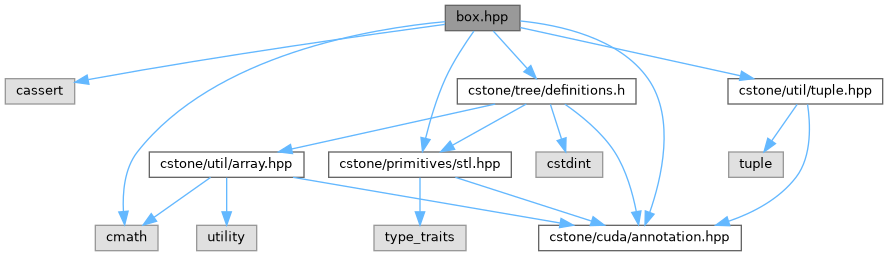 box.hpp
cassert
cstone/tree/definitions.h
cstone/util/tuple.hpp
cstone/util/array.hpp
cstone/primitives/stl.hpp
cstdint
tuple
cmath
utility
type_traits
cstone/cuda/annotation.hpp